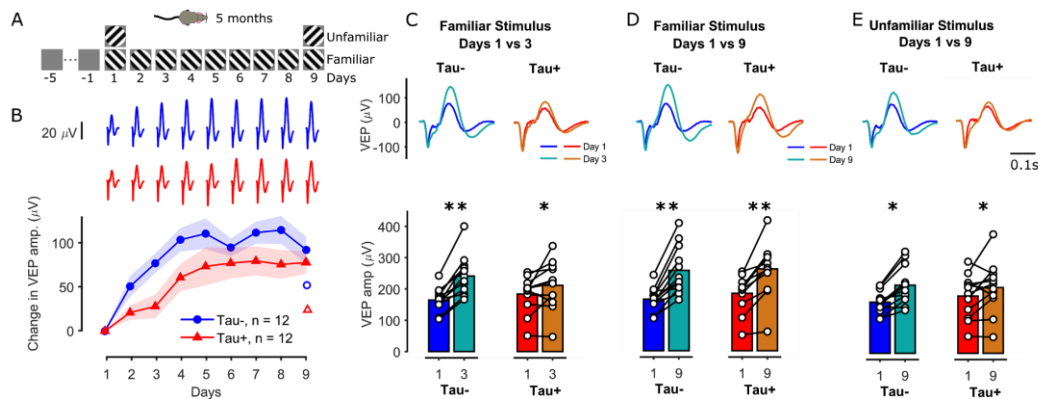 A
5 months
Unfamiliar
Familiar
-5 -1 1 2 3 4 5 6 7 8 9 Days
B
20 μV
Change in VEP amp. (μV)
100
50
0
Tau-, n = 12
Tau+, n = 12
1 2 3 4 5 6 7 8 9
Days
C
Familiar Stimulus
Days 1 vs 3
Tau- Tau+
VEP (μV)
100
0
-100
Day 1
Day 3
VEP amp (μV)
400
200
0
** *
1 3 1 3
Tau- Tau+
D
Familiar Stimulus
Days 1 vs 9
Tau- Tau+
Day 1
Day 9
** **
1 9 1 9
Tau- Tau+
E
Unfamiliar Stimulus
Days 1 vs 9
Tau- Tau+
0.1s
* *
1 9 1 9
Tau- Tau+